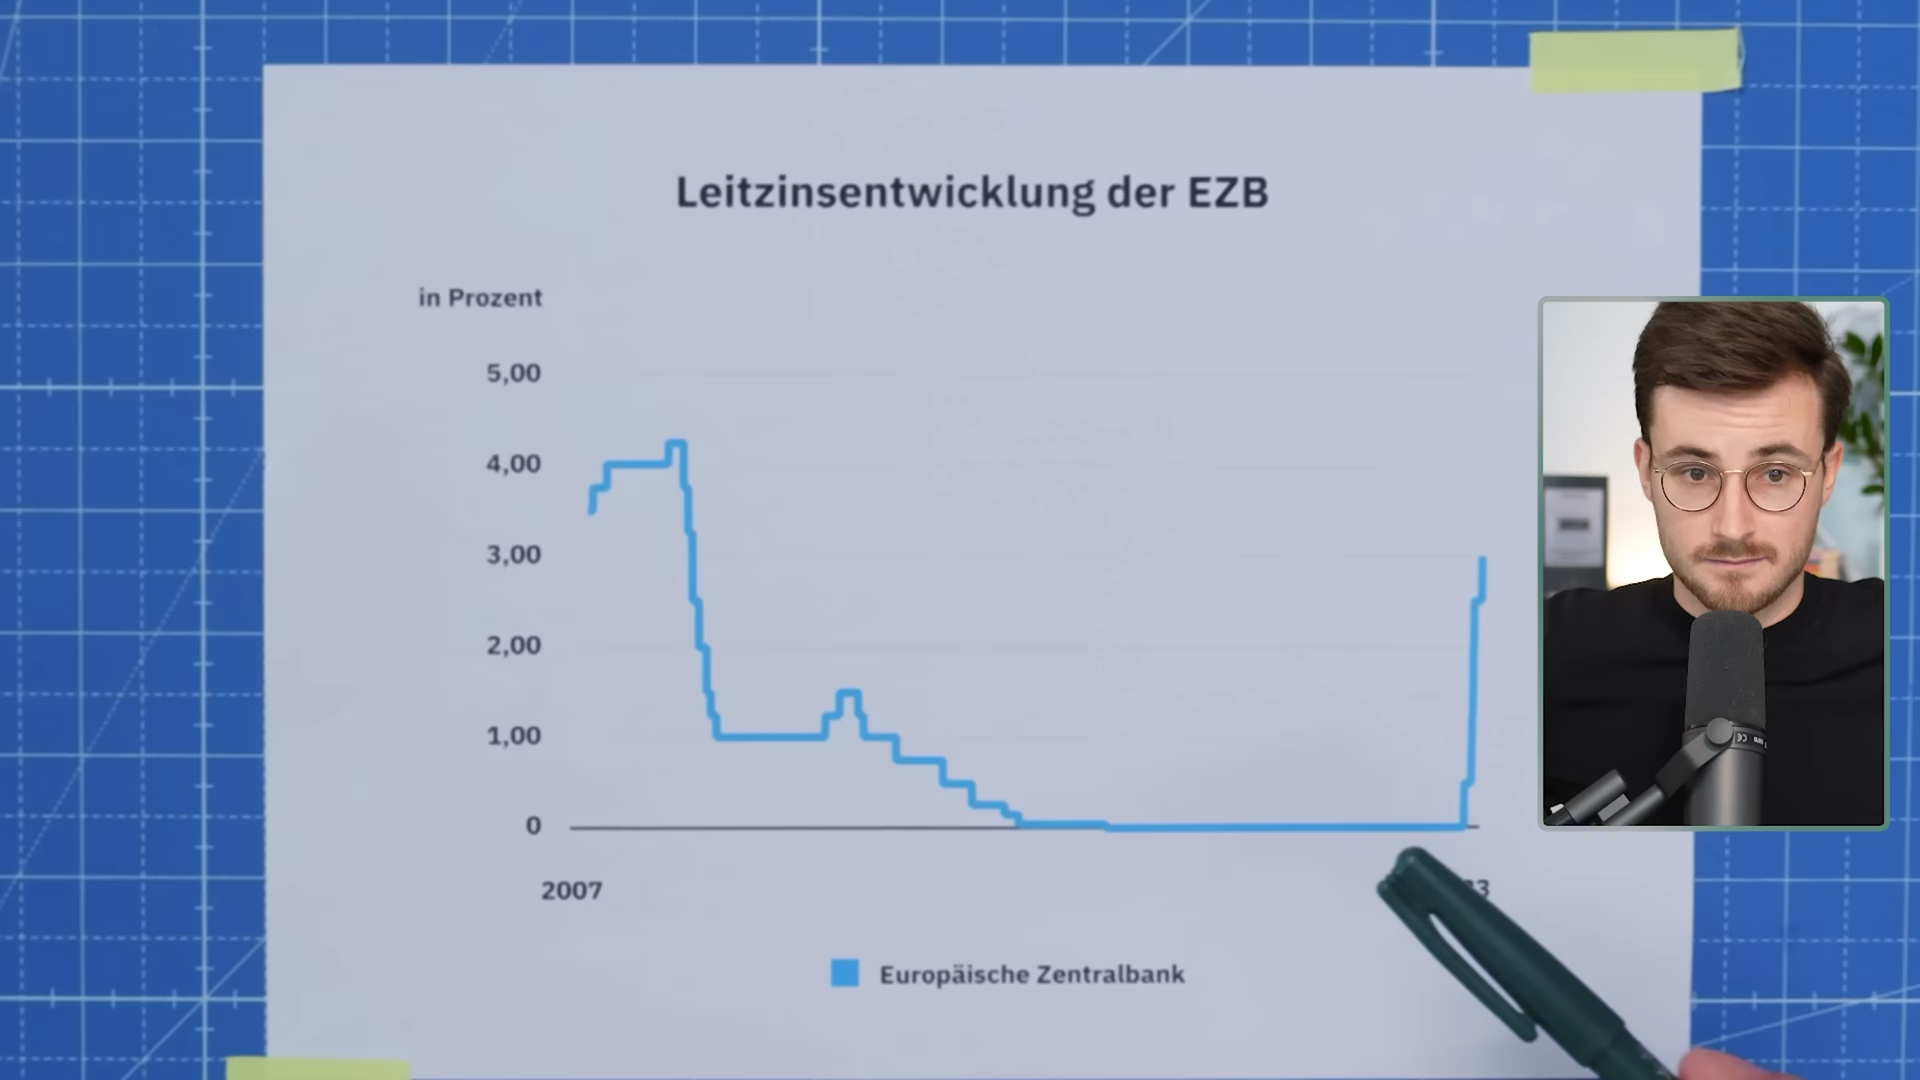 Leitzinsentwicklung der EZB
in Prozent
5,00
4,00
3,00
2,00
1,00
0
2007
Europäische Zentralbank